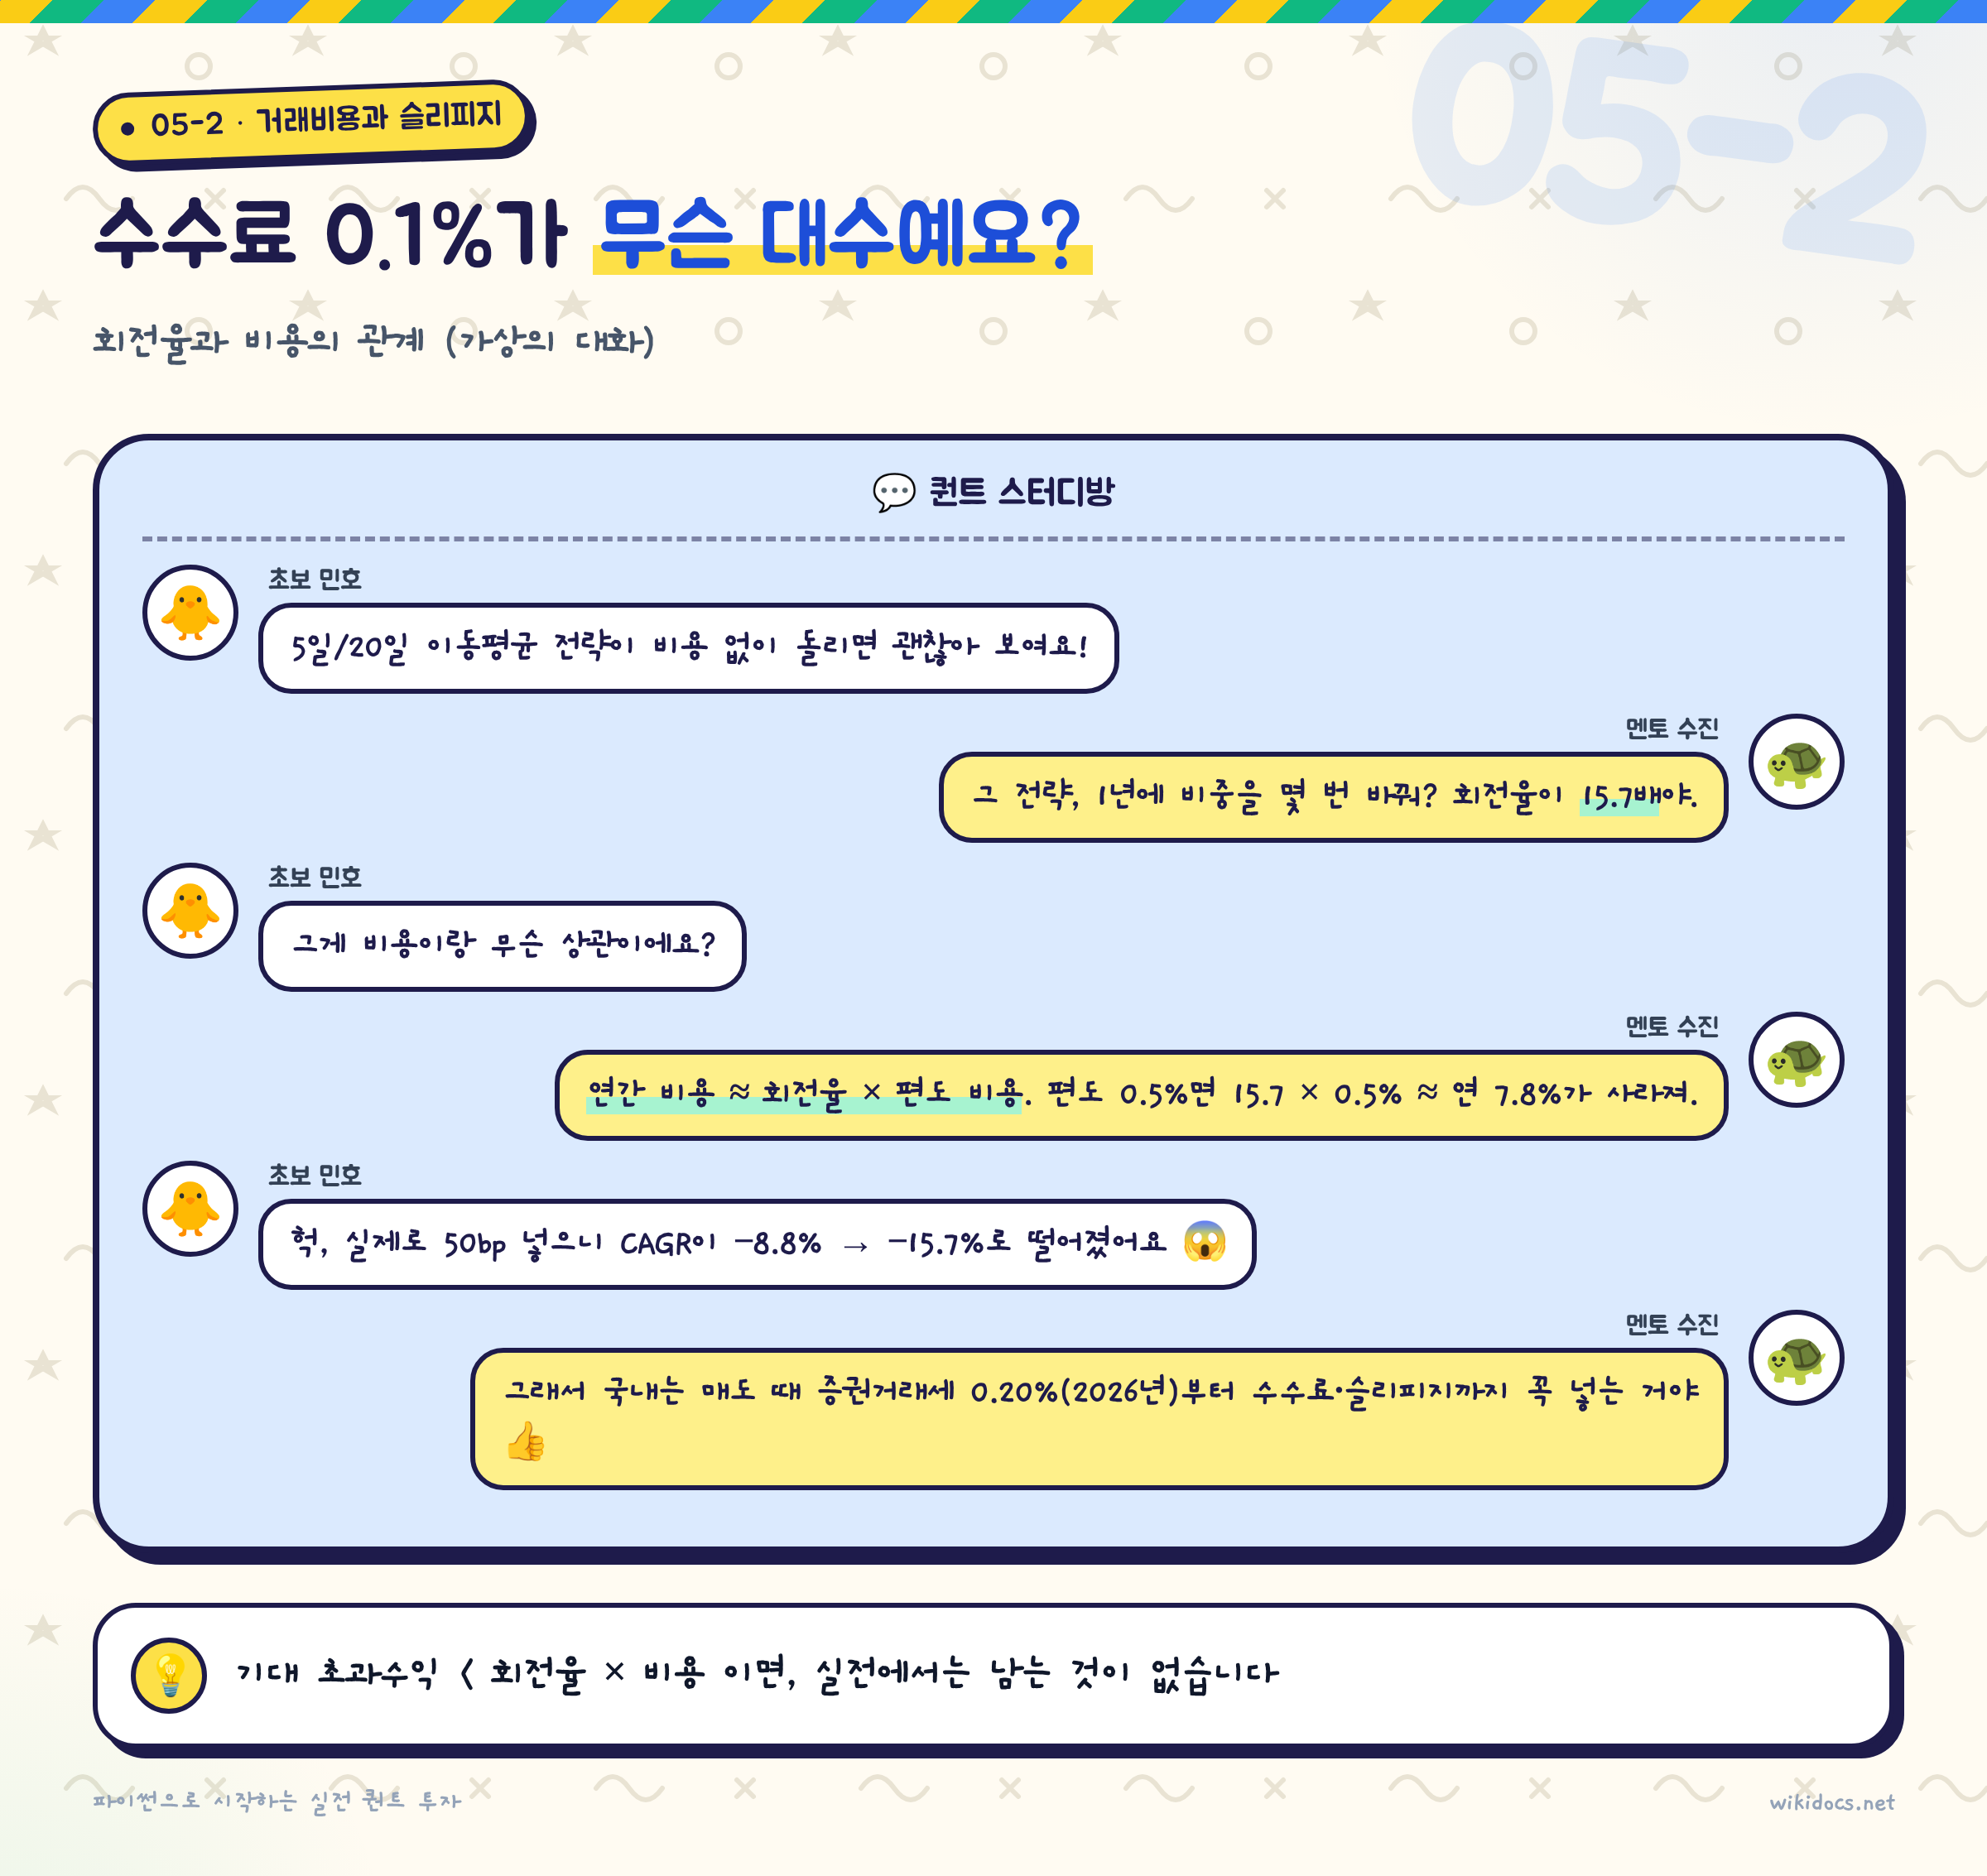 05-2
05-2 · 거래비용과 슬리피지
수수료 0.1%가 무슨 대수예요?
회전율과 비용의 관계 (가상의 대화)
💬 퀀트 스터디방
초보 민호
5일/20일 이동평균 전략이 비용 없이 돌리면 괜찮아 보여요!
멘토 수진
그 전략, 1년에 비중을 몇 번 바꿔? 회전율이 15.7배야.
초보 민호
그게 비용이랑 무슨 상관이에요?
멘토 수진
연간 비용 ≈ 회전율 × 편도 비용. 편도 0.5%면 15.7 × 0.5% ≈ 연 7.8%가 사라져.
초보 민호
헉, 실제로 50bp 넣으니 CAGR이 −8.8% → −15.7%로 떨어졌어요 😱
멘토 수진
그래서 국내는 매도 때 증권거래세 0.20%(2026년)부터 수수료·슬리피지까지 꼭 넣는 거야
👍
기대 초과수익 < 회전율 × 비용 이면, 실전에서는 남는 것이 없습니다
파이썬으로 시작하는 실전 퀀트 투자
wikidocs.net